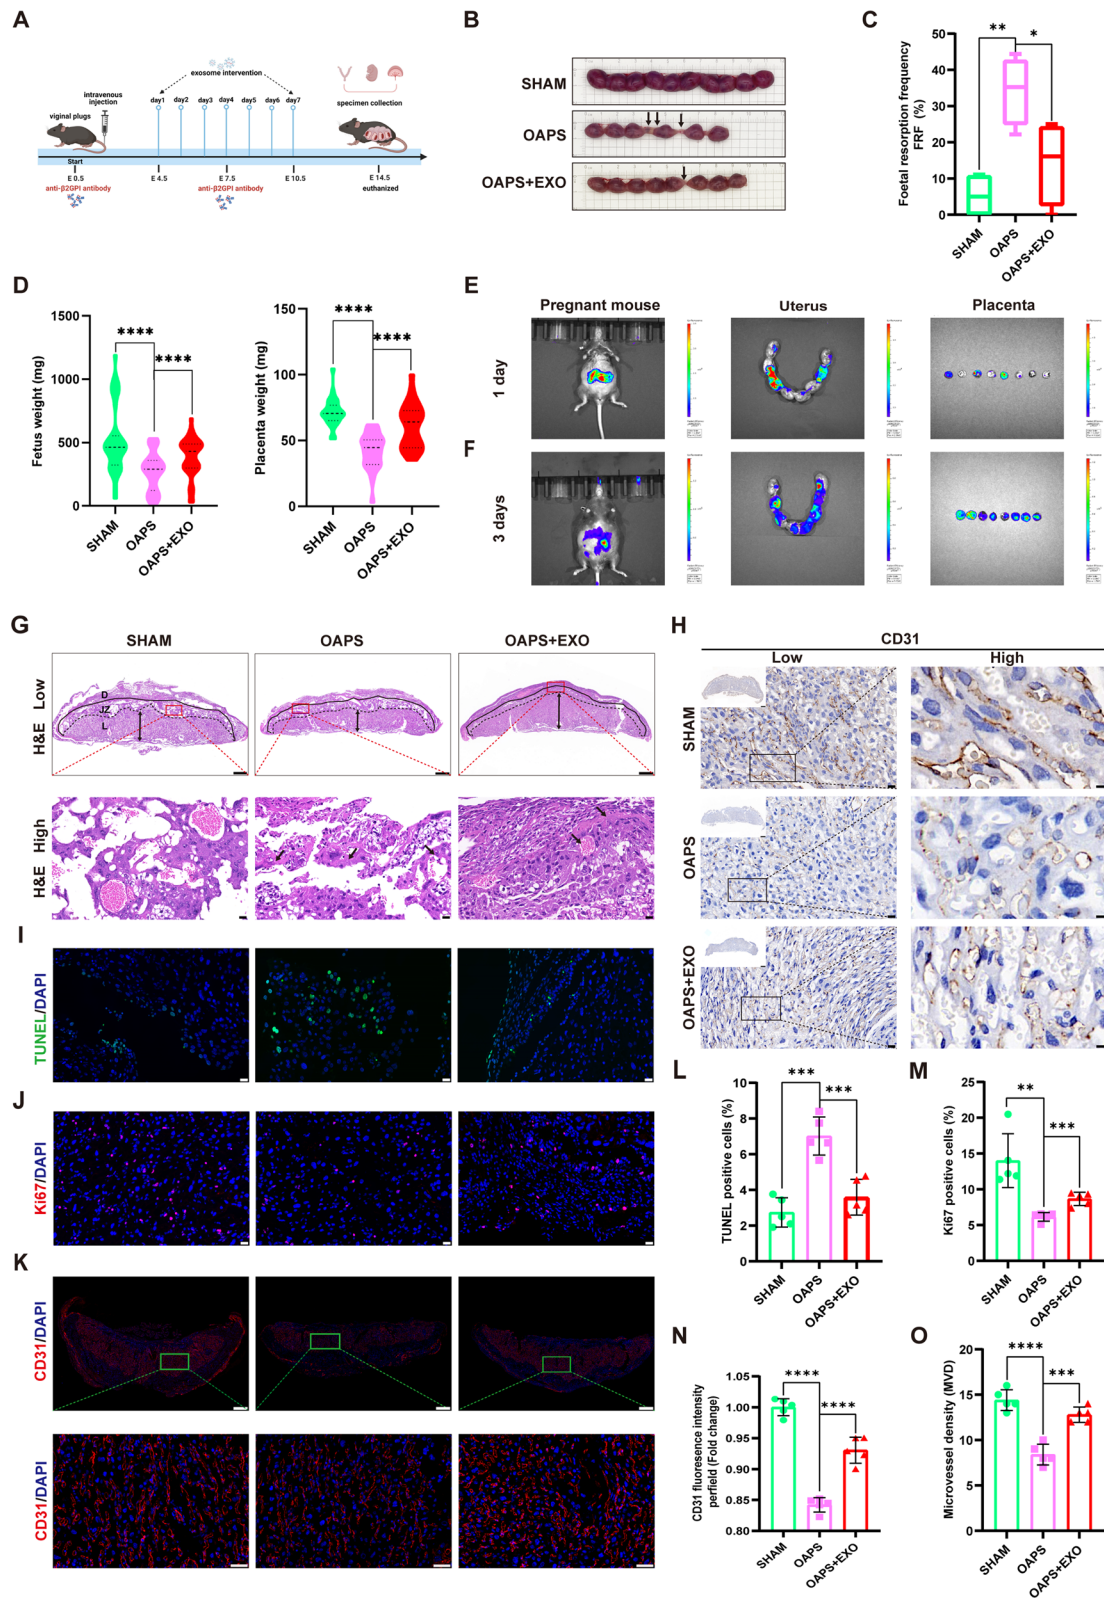 A
intravenous
injection
viginal plugs
exosome intervention
day1 day2 day3 day4 day5 day6 day7
specimen collection
Start
E 0.5 E 4.5 E 7.5 E 10.5 E 14.5
anti-β2GPI antibody anti-β2GPI antibody euthanized
B
SHAM
OAPS
OAPS+EXO
C
Foetal resorption frequency
FRF (%)
50
40
30
20
10
0
** *
SHAM OAPS OAPS+EXO
D
Fetus weight (mg)
1500
1000
500
0
**** ****
SHAM OAPS OAPS+EXO
Placenta weight (mg)
150
100
50
0
**** ****
SHAM OAPS OAPS+EXO
E
Pregnant mouse Uterus Placenta
1 day
F
3 days
G
SHAM OAPS OAPS+EXO
H&E Low
D
JZ
L
H&E High
H
CD31
Low High
SHAM
OAPS
OAPS+EXO
I
TUNEL/DAPI
J
Ki67/DAPI
K
CD31/DAPI
CD31/DAPI
L
TUNEL positive cells (%)
10
8
6
4
2
0
*** ***
SHAM OAPS OAPS+EXO
M
Ki67 positive cells (%)
25
20
15
10
5
0
** ***
SHAM OAPS OAPS+EXO
N
CD31 fluorescence intensity
perfield (Fold change)
1.00
0.95
0.90
0.85
0.80
**** ****
SHAM OAPS OAPS+EXO
O
Microvessel density (MVD)
20
15
10
5
0
**** ***
SHAM OAPS OAPS+EXO